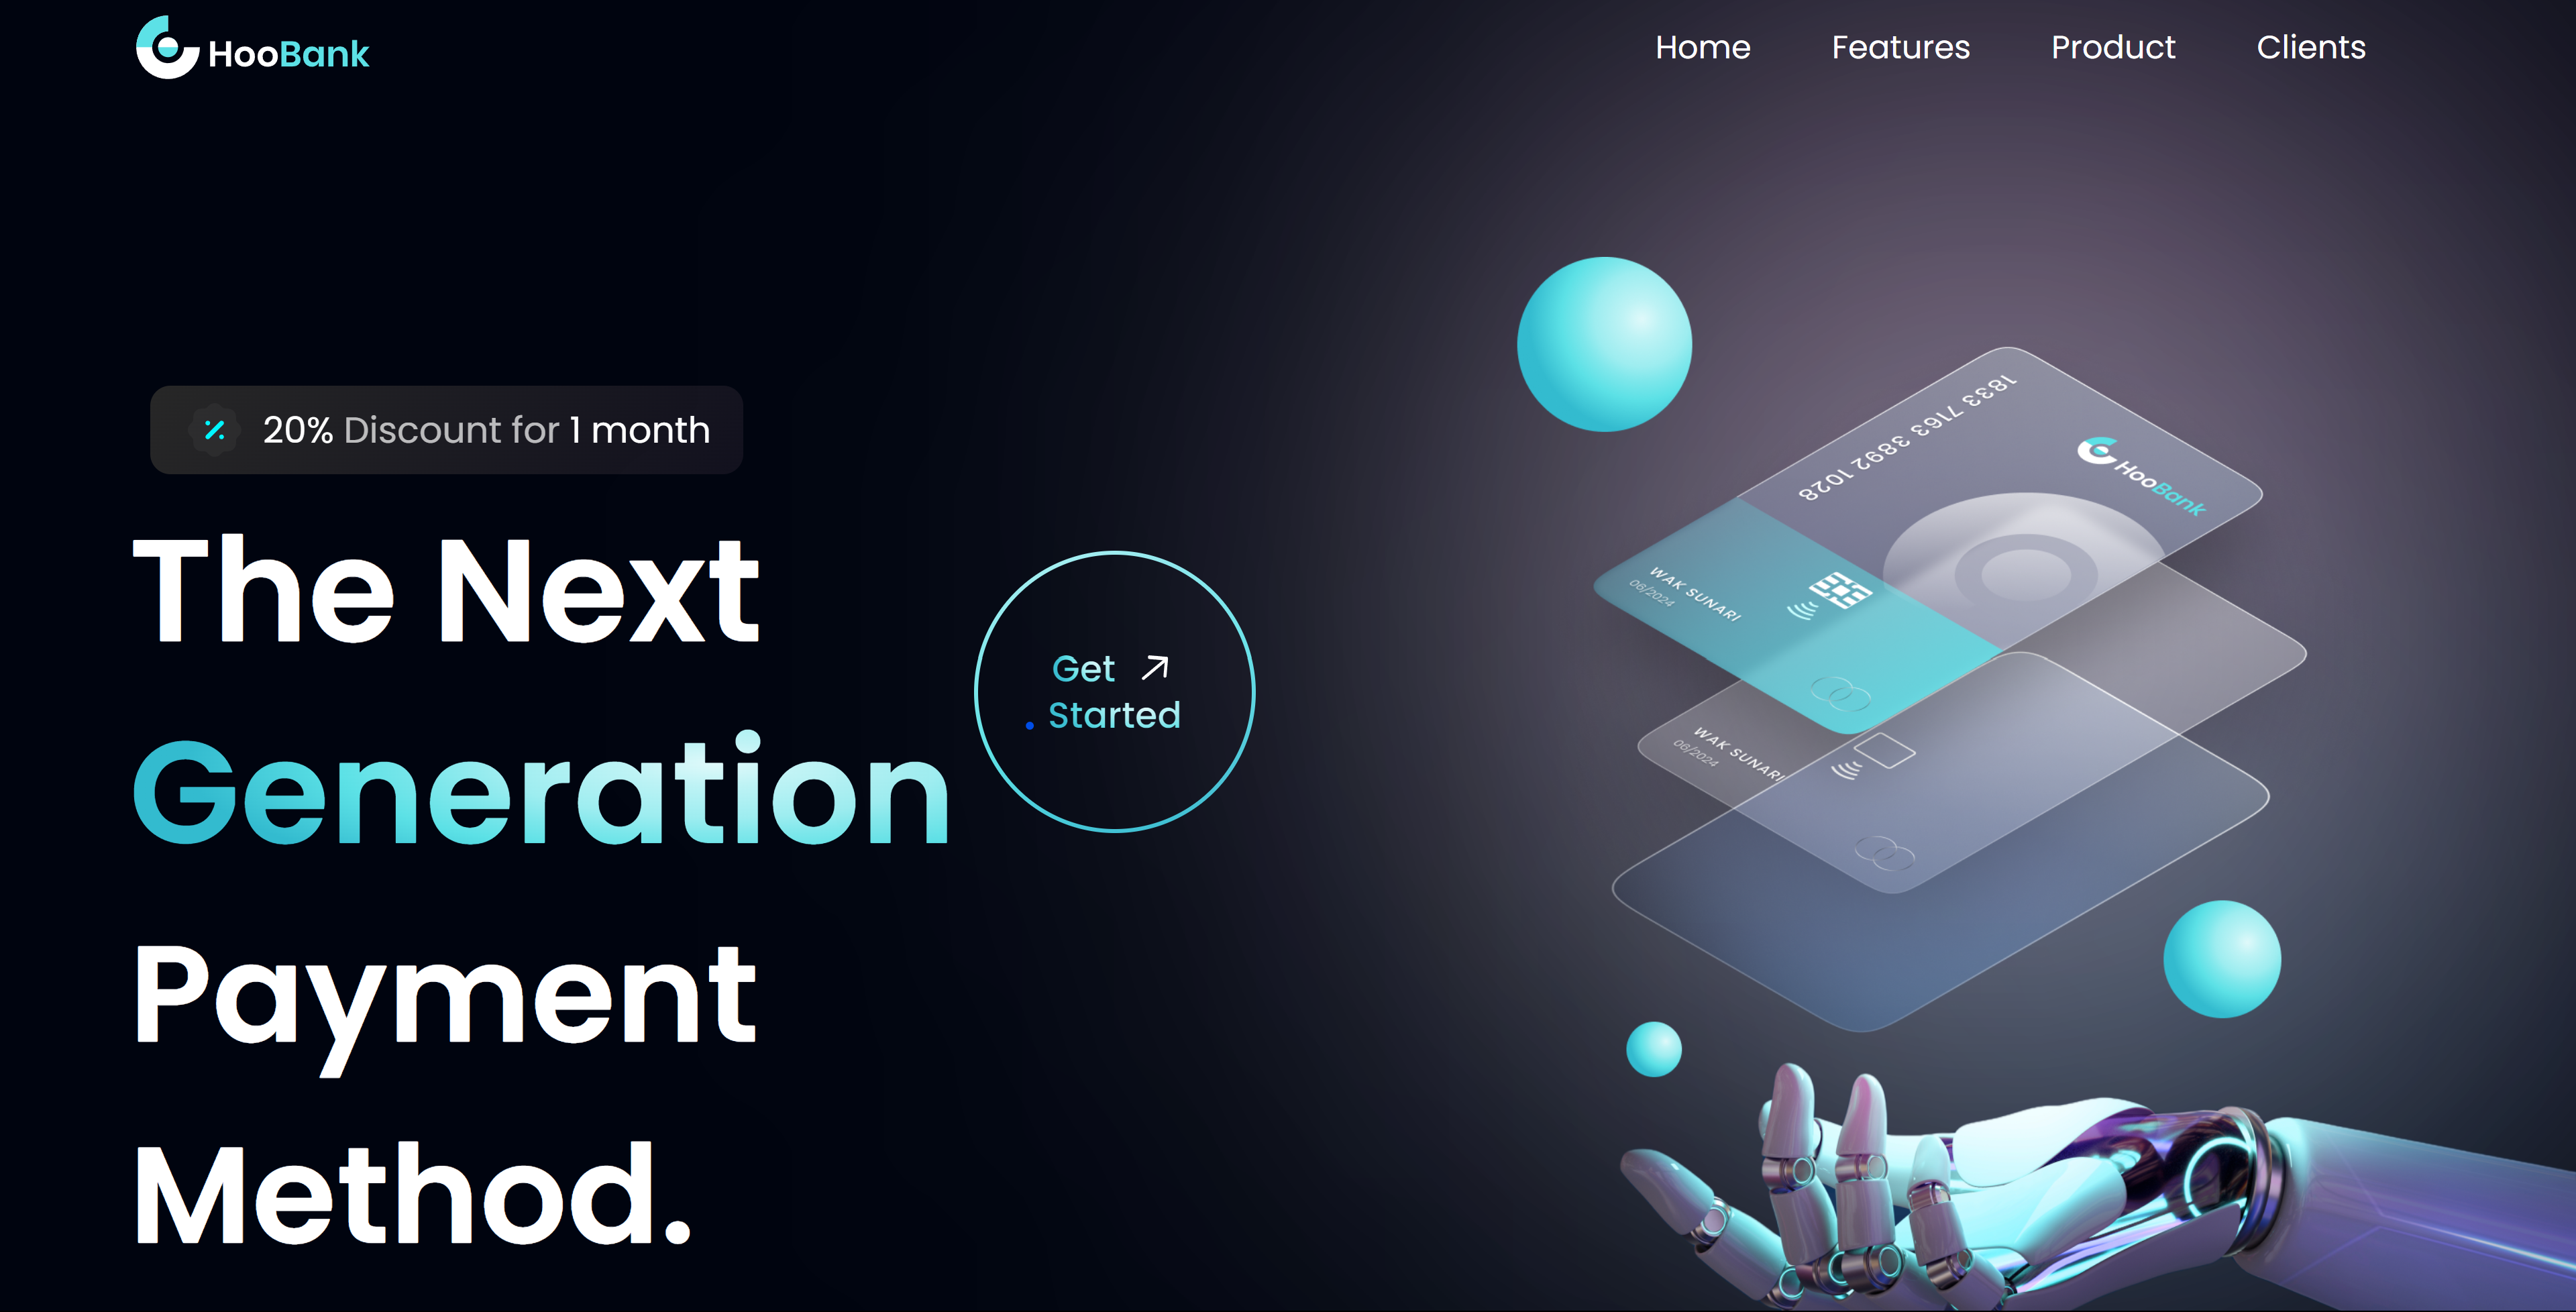 HooBank
Home
Features
Product
Clients
20% Discount for 1 month
The Next
Generation
Payment
Method.
Get
Started
1833 7163 3892 1028
HooBank
WAK SUNARI
06/2024
WAK SUNARI
06/2024